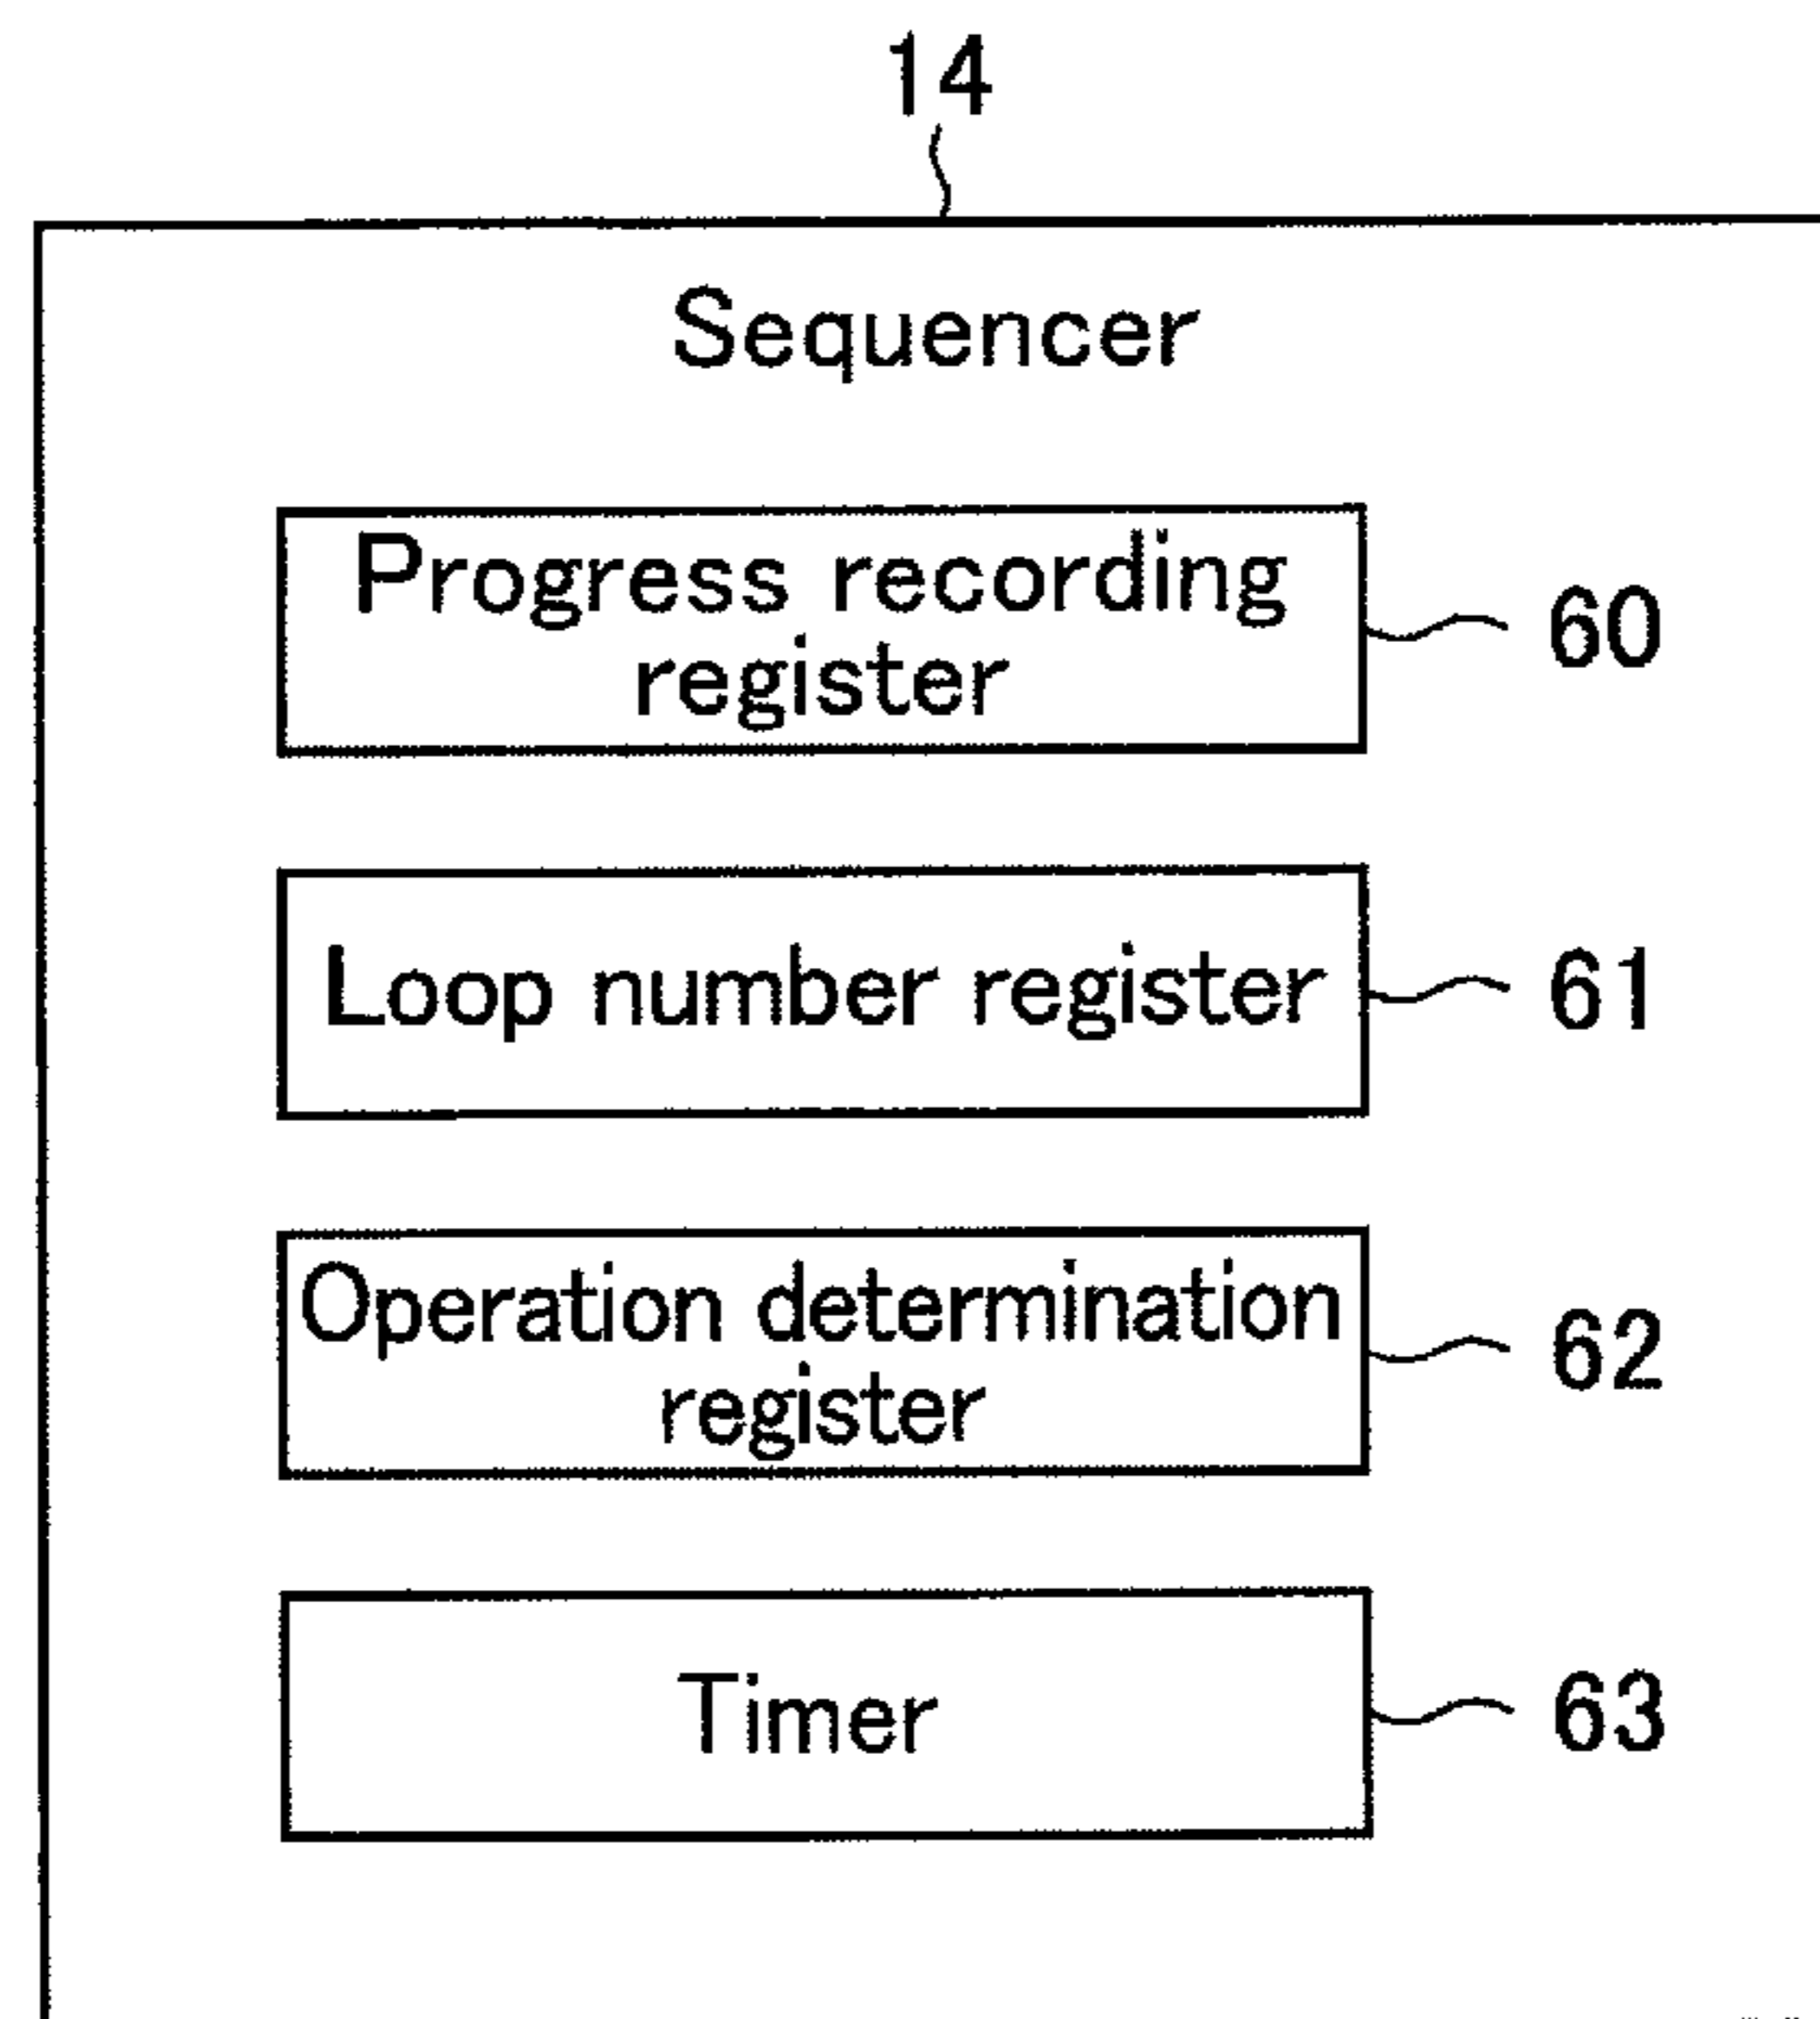 14
Sequencer
Progress recording
register
60
Loop number register
61
Operation determination
register
62
Timer
63